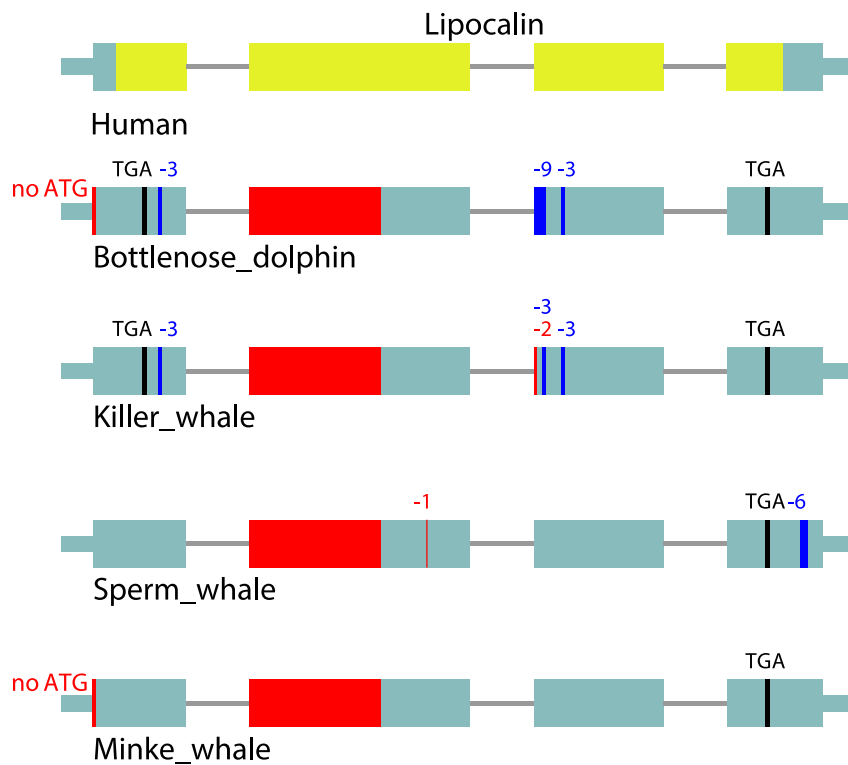 Lipocalin
Human
no ATG TGA -3 -9 -3 TGA
Bottlenose_dolphin
-3
TGA -3 -2 -3 TGA
Killer_whale
-1 TGA -6
Sperm_whale
no ATG TGA
Minke_whale